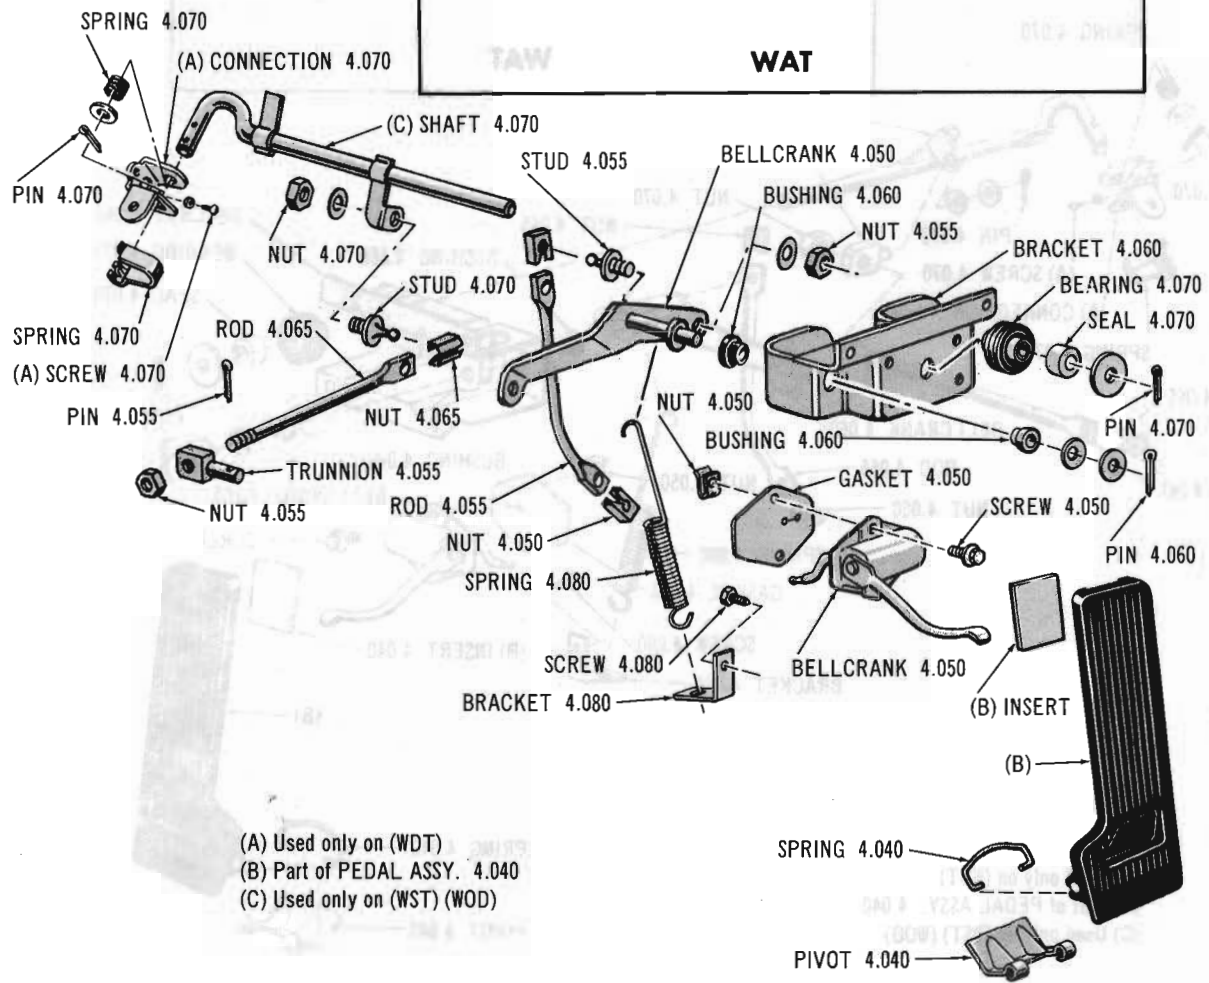 SPRING 4.070
WAT
(A) CONNECTION 4.070
(C) SHAFT 4.070
STUD 4.055
BELLCRANK 4.050
PIN 4.070
BUSHING 4.060
NUT 4.055
NUT 4.070
BRACKET 4.060
STUD 4.070
BEARING 4.070
SPRING 4.070
ROD 4.065
SEAL 4.070
(A) SCREW 4.070
PIN 4.055
NUT 4.065
NUT 4.050
PIN 4.070
BUSHING 4.060
TRUNNION 4.055
GASKET 4.050
NUT 4.055
ROD 4.055
SCREW 4.050
NUT 4.050
PIN 4.060
SPRING 4.080
SCREW 4.080
BELLCRANK 4.050
BRACKET 4.080
(B) INSERT
(B)
(A) Used only on (WDT)
(B) Part of PEDAL ASSY. 4.040
(C) Used only on (WST) (WOD)
SPRING 4.040
PIVOT 4.040